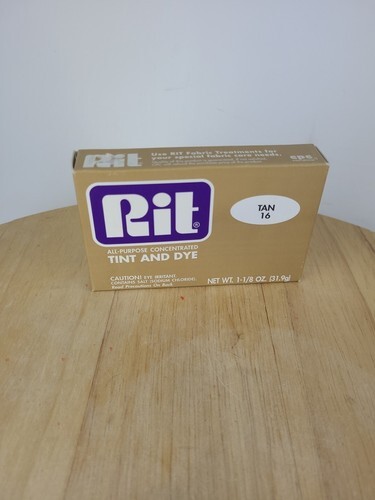 Rit
Use Rit Fabric Treatments for
your special fabric care needs.
Rit®
TAN
16
ALL-PURPOSE CONCENTRATED
TINT AND DYE
CAUTION! EYE IRRITANT.
CONTAINS SALT (SODIUM CHLORIDE)
Read Precautions On Back
NET WT. 1-1/8 OZ. (31.9g)